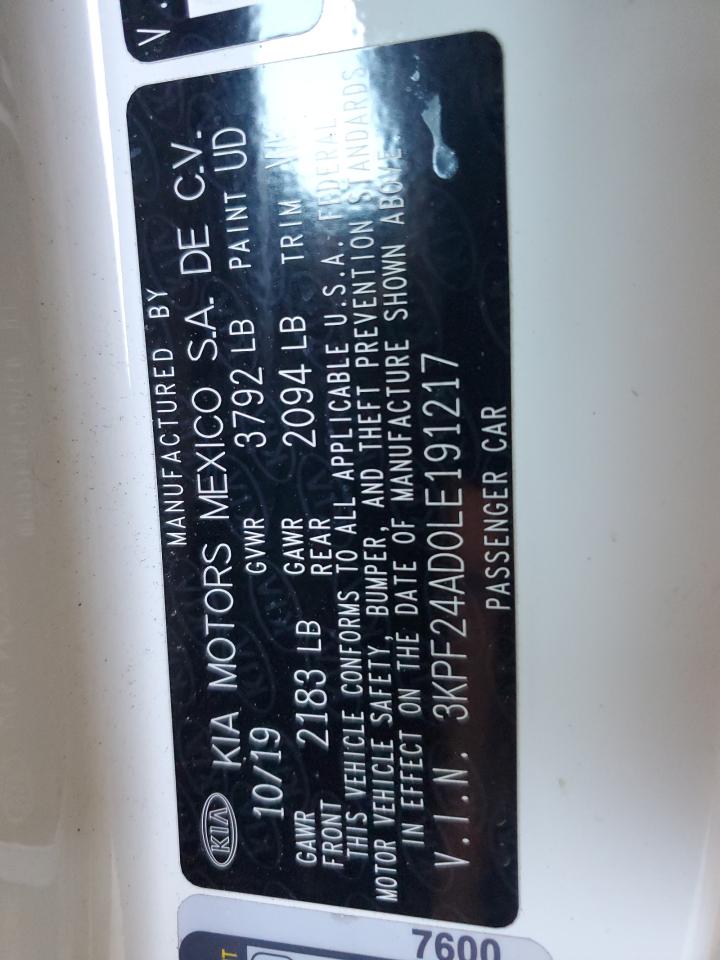 V.
MANUFACTURED BY
KIA KIA MOTORS MEXICO S.A. DE C.V.
10/19 GVWR 3792 LB PAINT UD
GAWR FRONT 2183 LB GAWR REAR 2094 LB TRIM
THIS VEHICLE CONFORMS TO ALL APPLICABLE U.S.A. FEDERAL
MOTOR VEHICLE SAFETY, BUMPER, AND THEFT PREVENTION STANDARDS
IN EFFECT ON THE DATE OF MANUFACTURE SHOWN ABOVE.
V.I.N. 3KPF24AD0LE191217
PASSENGER CAR
7600